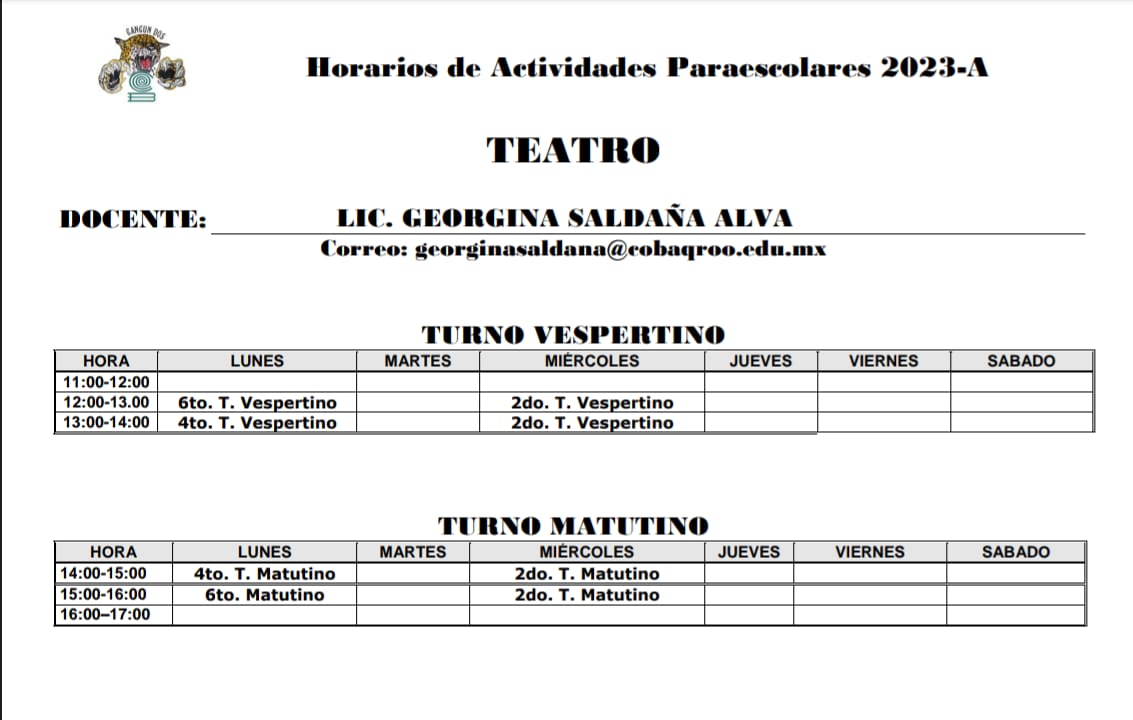 CANCUN DOS
Horarios de Actividades Paraescolares 2023-A
TEATRO
DOCENTE: LIC. GEORGINA SALDAÑA ALVA
Correo: georginasaldana@cobaqroo.edu.mx
TURNO VESPERTINO
HORA LUNES MARTES MIÉRCOLES JUEVES VIERNES SABADO
11:00-12:00
12:00-13.00 6to. T. Vespertino 2do. T. Vespertino
13:00-14:00 4to. T. Vespertino 2do. T. Vespertino
TURNO MATUTINO
HORA LUNES MARTES MIÉRCOLES JUEVES VIERNES SABADO
14:00-15:00 4to. T. Matutino 2do. T. Matutino
15:00-16:00 6to. Matutino 2do. T. Matutino
16:00–17:00